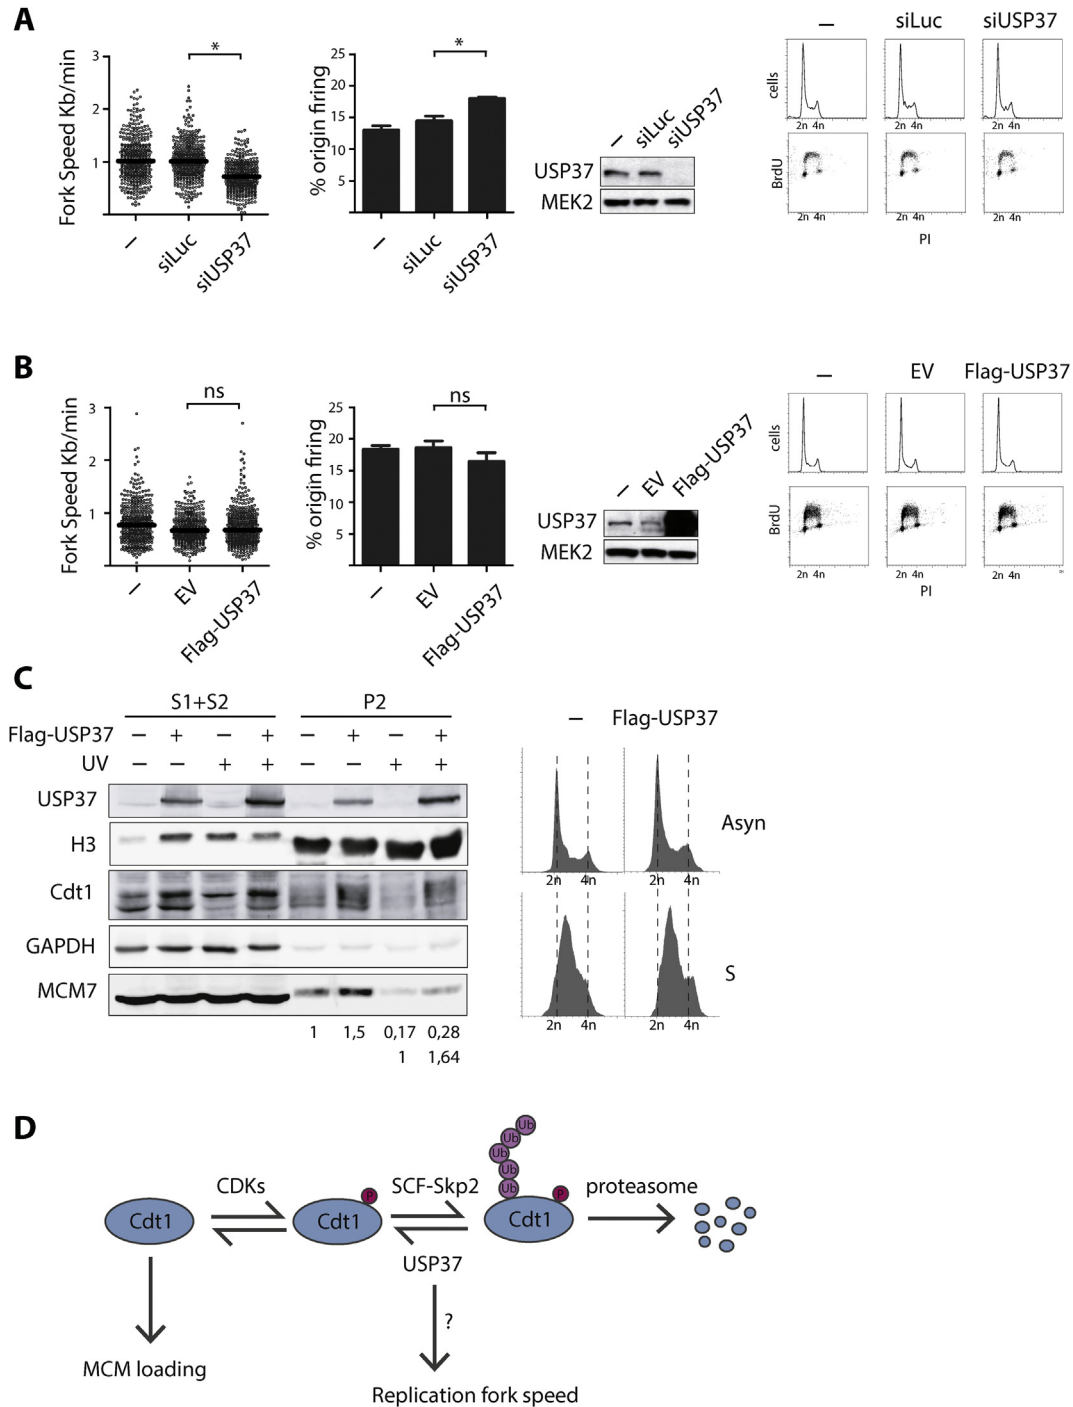 A
Fork Speed Kb/min
3
2
1
–
siLuc
siUSP37
*
% origin firing
25
20
15
10
5
–
siLuc
siUSP37
*
– siLuc siUSP37
USP37
MEK2
– siLuc siUSP37
cells
2n 4n
2n 4n
2n 4n
BrdU
2n 4n
2n 4n
2n 4n
PI
B
Fork Speed Kb/min
3
2
1
–
EV
Flag-USP37
ns
% origin firing
25
20
15
10
5
–
EV
Flag-USP37
ns
– EV Flag-USP37
USP37
MEK2
– EV Flag-USP37
cells
BrdU
2n 4n
2n 4n
2n 4n
PI
C
S1+S2 P2
Flag-USP37 – + – + – + – +
UV – – + + – – + +
USP37
H3
Cdt1
GAPDH
MCM7
1 1,5 0,17 0,28
1 1,64
– Flag-USP37
Asyn
2n 4n 2n 4n
S
2n 4n 2n 4n
D
Ub
Ub
Ub
Ub
Ub
CDKs SCF-Skp2 proteasome
P P
Cdt1 Cdt1 Cdt1
USP37
?
MCM loading
Replication fork speed